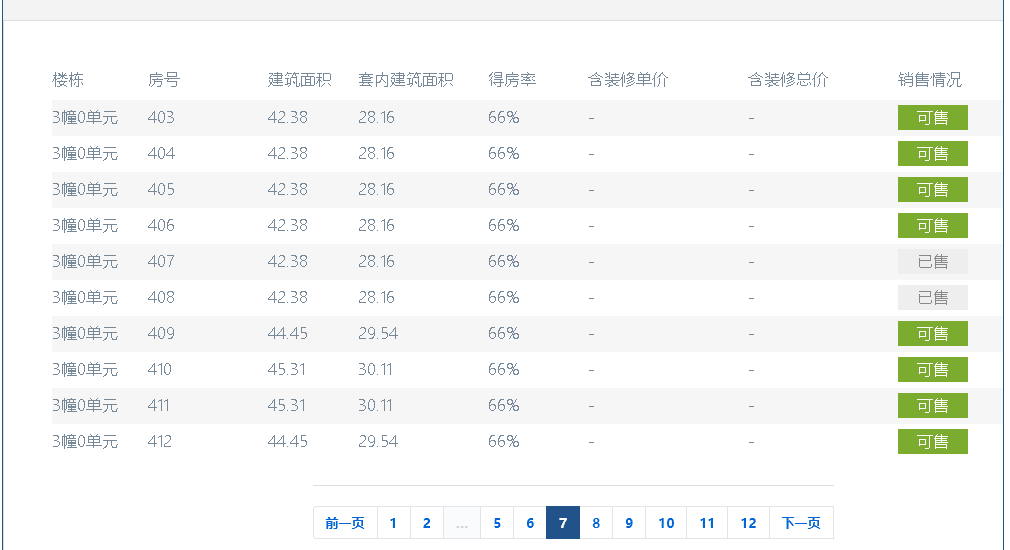 楼栋 房号 建筑面积 套内建筑面积 得房率 含装修单价 含装修总价 销售情况
3幢0单元 403 42.38 28.16 66% - - 可售
3幢0单元 404 42.38 28.16 66% - - 可售
3幢0单元 405 42.38 28.16 66% - - 可售
3幢0单元 406 42.38 28.16 66% - - 可售
3幢0单元 407 42.38 28.16 66% - - 已售
3幢0单元 408 42.38 28.16 66% - - 已售
3幢0单元 409 44.45 29.54 66% - - 可售
3幢0单元 410 45.31 30.11 66% - - 可售
3幢0单元 411 45.31 30.11 66% - - 可售
3幢0单元 412 44.45 29.54 66% - - 可售
前一页 1 2 ... 5 6 7 8 9 10 11 12 下一页